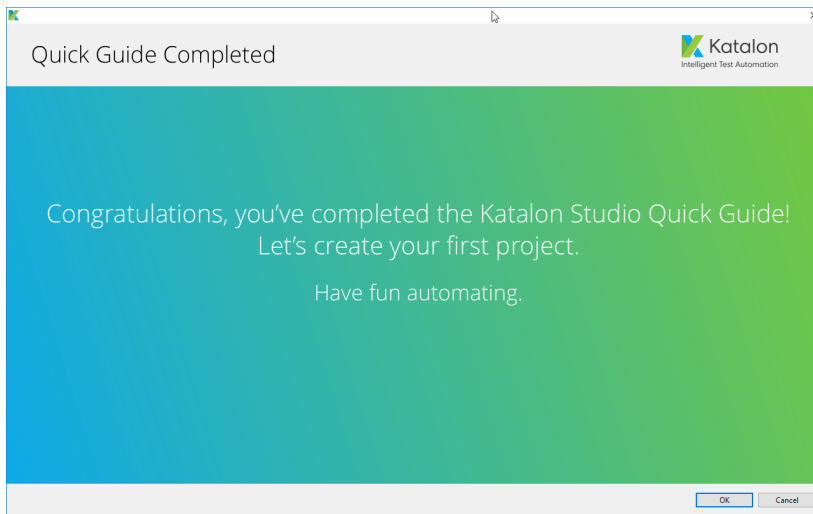 Quick Guide Completed
Katalon
Intelligent Test Automation
Congratulations, you've completed the Katalon Studio Quick Guide!
Let's create your first project.
Have fun automating.
OK
Cancel